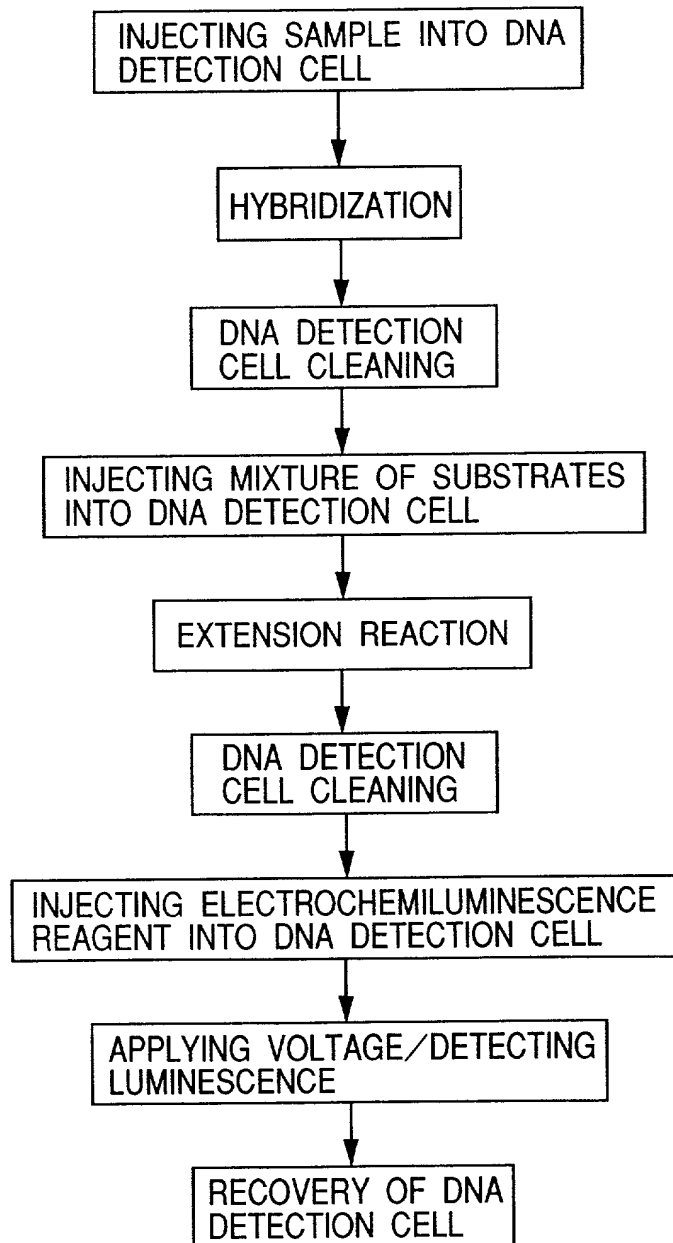 INJECTING SAMPLE INTO DNA
DETECTION CELL
HYBRIDIZATION
DNA DETECTION
CELL CLEANING
INJECTING MIXTURE OF SUBSTRATES
INTO DNA DETECTION CELL
EXTENSION REACTION
DNA DETECTION
CELL CLEANING
INJECTING ELECTROCHEMILUMINESCENCE
REAGENT INTO DNA DETECTION CELL
APPLYING VOLTAGE/DETECTING
LUMINESCENCE
RECOVERY OF DNA
DETECTION CELL